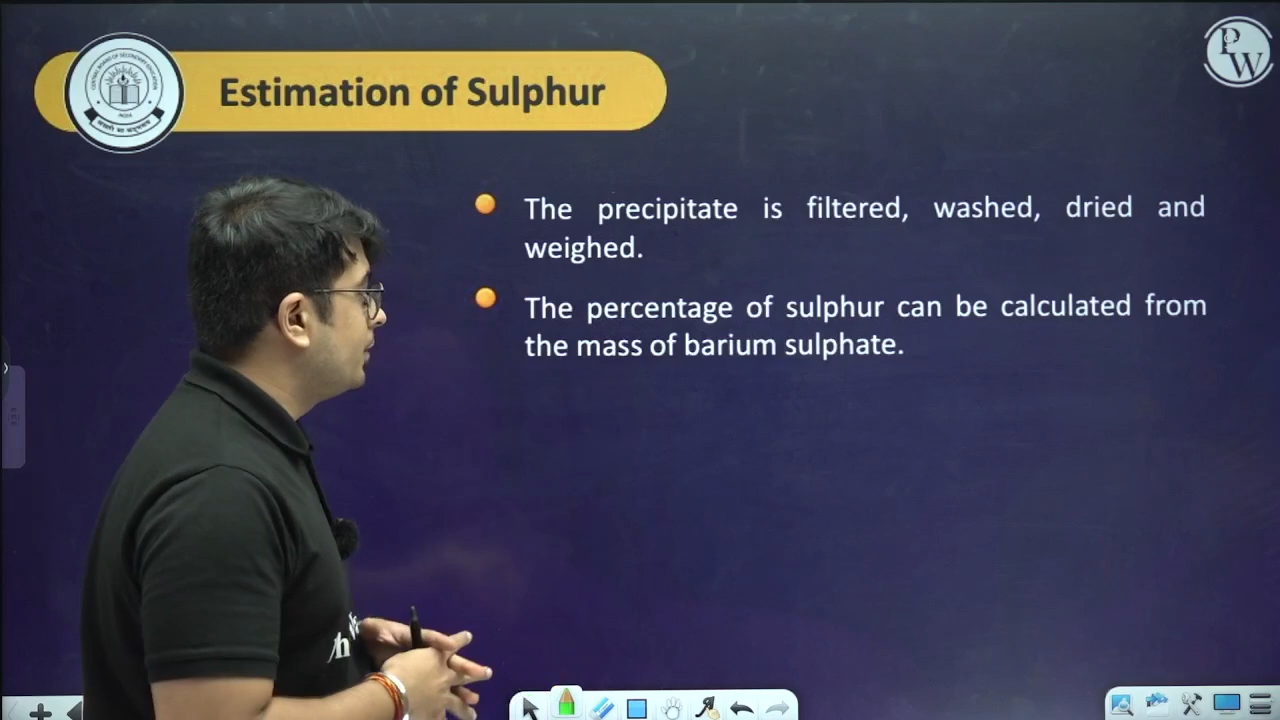 Estimation of Sulphur
PW
The precipitate is filtered, washed, dried and
weighed.
The percentage of sulphur can be calculated from
the mass of barium sulphate.